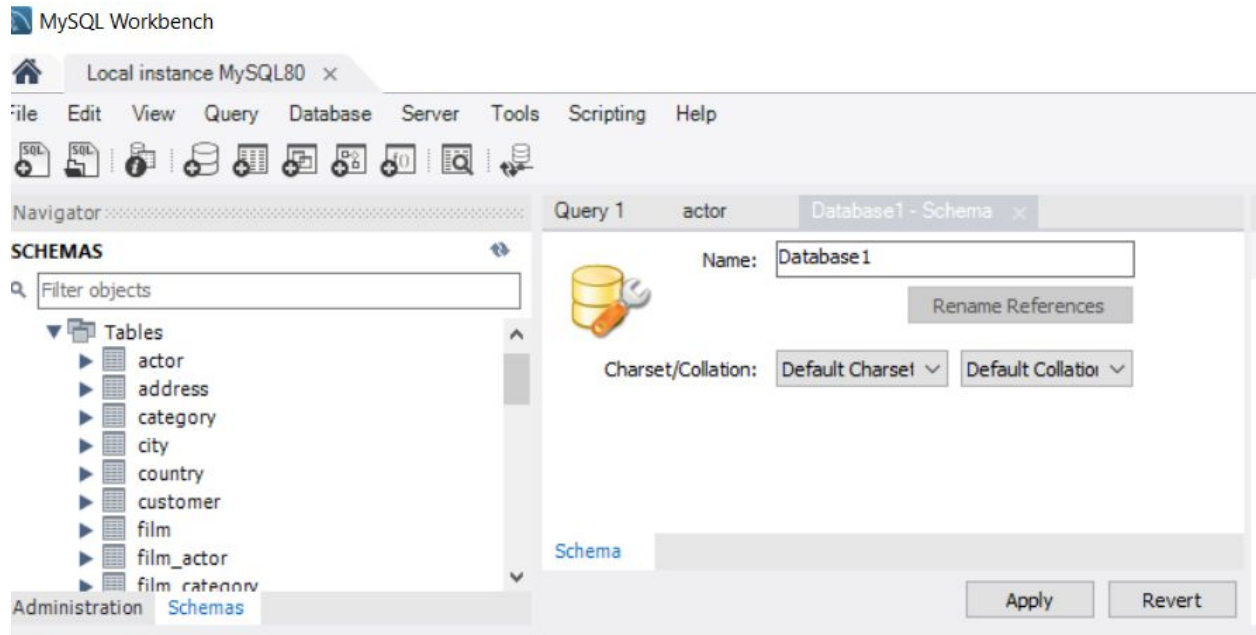 MySQL Workbench
Local instance MySQL80 ×
File Edit View Query Database Server Tools Scripting Help
SQL SQL
Navigator
SCHEMAS
Filter objects
Tables
actor
address
category
city
country
customer
film
film_actor
film_category
Administration Schemas
Query 1 actor Database1 - Schema ×
Name: Database1
Rename References
Charset/Collation: Default Charset Default Collation
Schema
Apply Revert